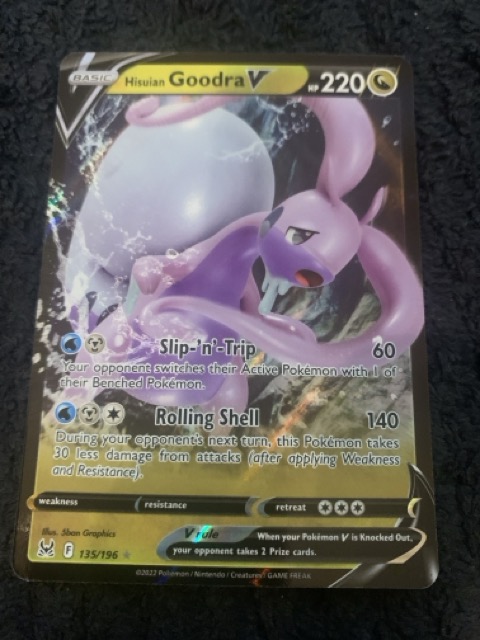 BASIC Hisuian Goodra V HP 220
Slip-'n'-Trip 60
Your opponent switches their Active Pokémon with 1 of
their Benched Pokémon.
Rolling Shell 140
During your opponent's next turn, this Pokémon takes
30 less damage from attacks (after applying Weakness
and Resistance).
weakness resistance retreat
Illus. 5ban Graphics
V rule When your Pokémon V is Knocked Out,
your opponent takes 2 Prize cards.
F 135/196
©2022 Pokémon / Nintendo / Creatures / GAME FREAK